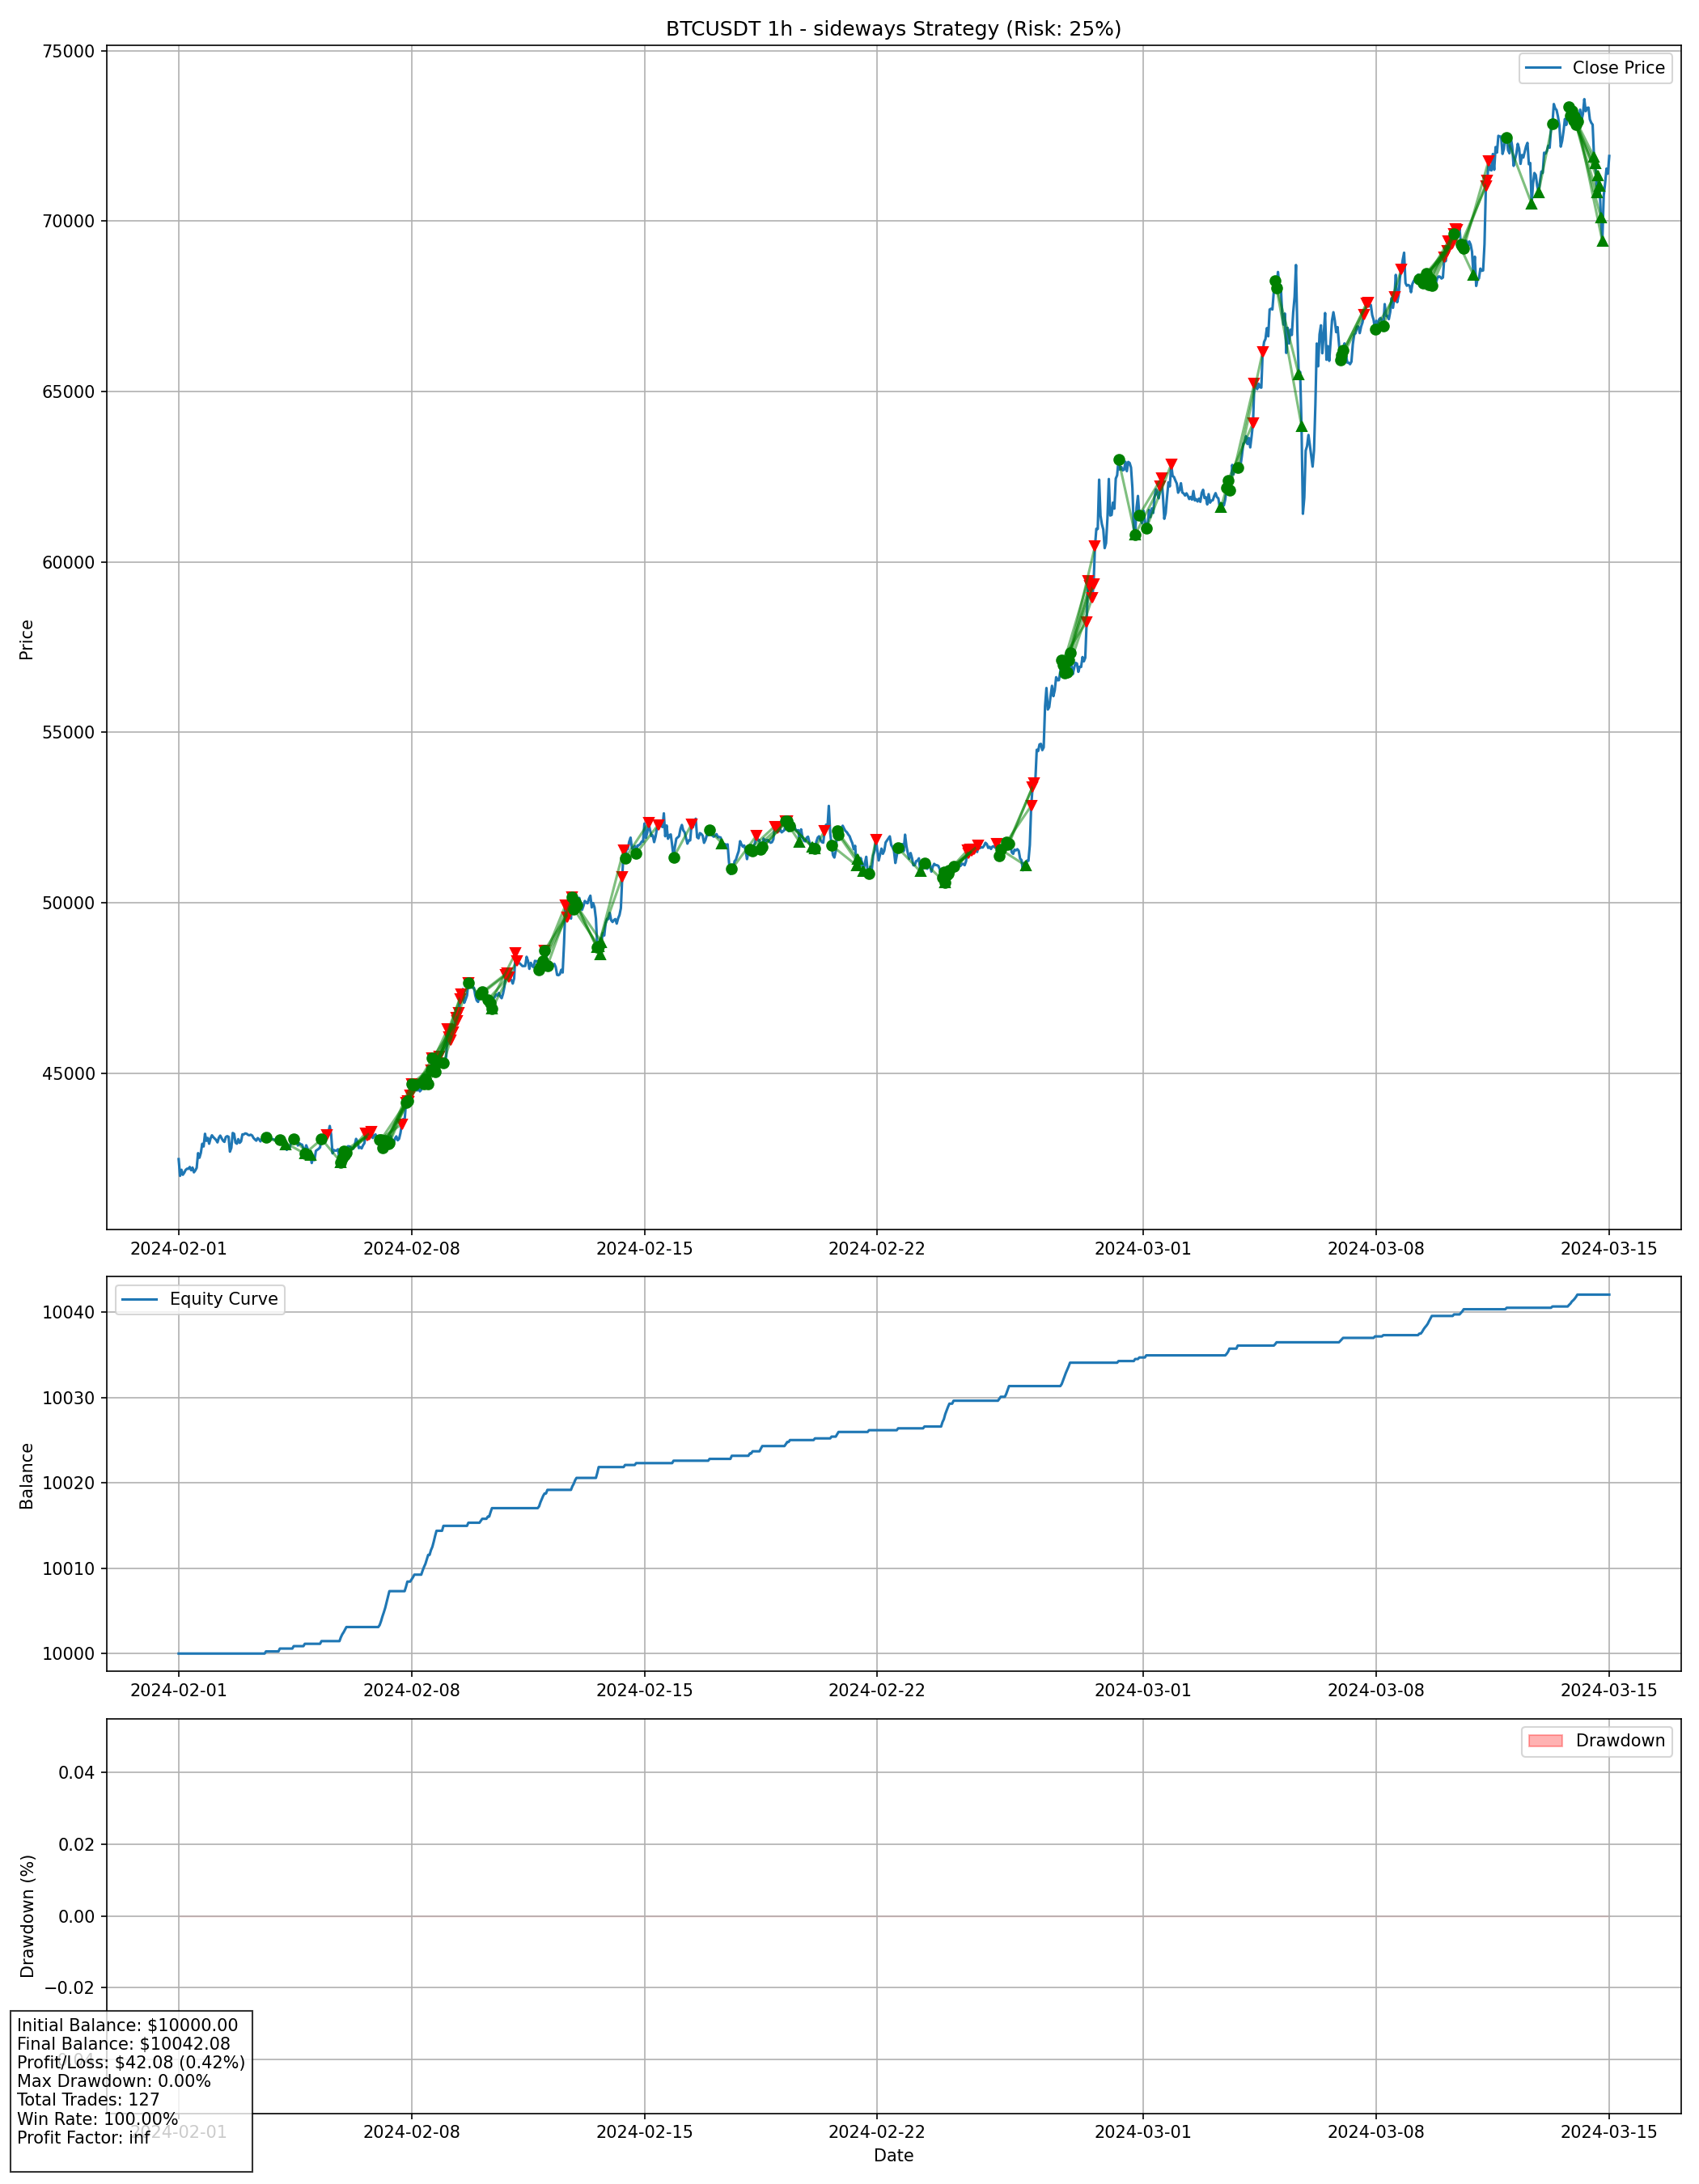 BTCUSDT 1h - sideways Strategy (Risk: 25%)
Close Price
75000
70000
65000
60000
55000
50000
45000
Price
2024-02-01 2024-02-08 2024-02-15 2024-02-22 2024-03-01 2024-03-08 2024-03-15
Equity Curve
10040
10030
10020
10010
10000
Balance
2024-02-01 2024-02-08 2024-02-15 2024-02-22 2024-03-01 2024-03-08 2024-03-15
Drawdown
0.04
0.02
0.00
−0.02
Drawdown (%)
Initial Balance: $10000.00
Final Balance: $10042.08
Profit/Loss: $42.08 (0.42%)
Max Drawdown: 0.00%
Total Trades: 127
Win Rate: 100.00%
Profit Factor: inf
2024-02-01 2024-02-08 2024-02-15 2024-02-22 2024-03-01 2024-03-08 2024-03-15
Date